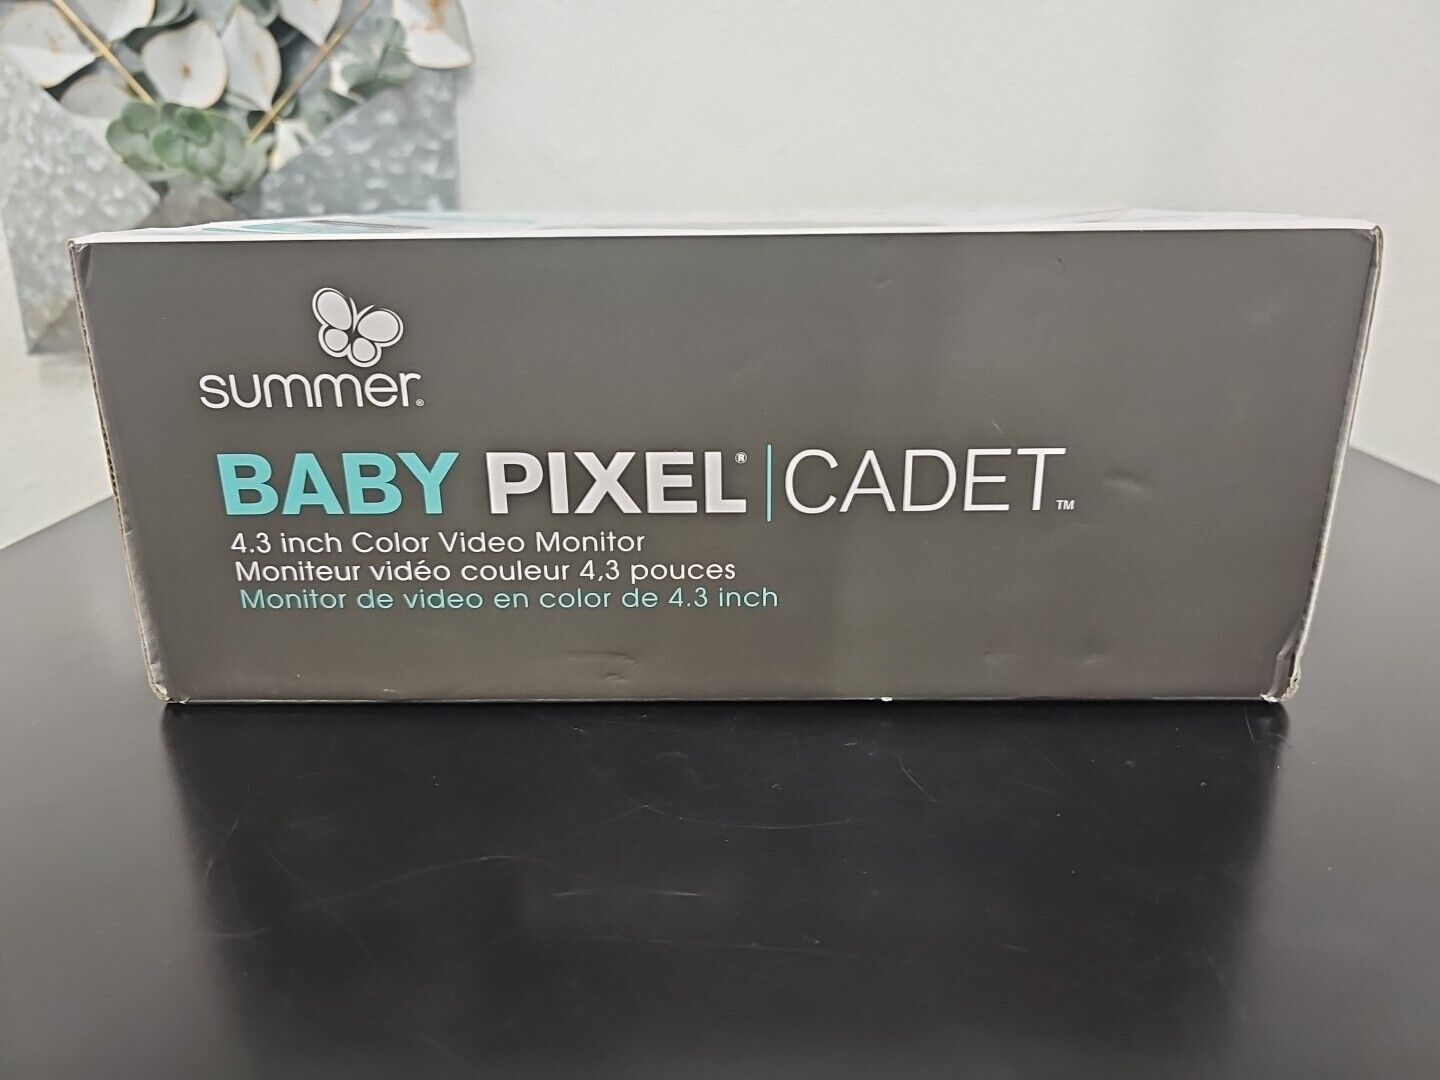 summer®
BABY PIXEL® | CADET™
4.3 inch Color Video Monitor
Moniteur vidéo couleur 4,3 pouces
Monitor de video en color de 4.3 inch